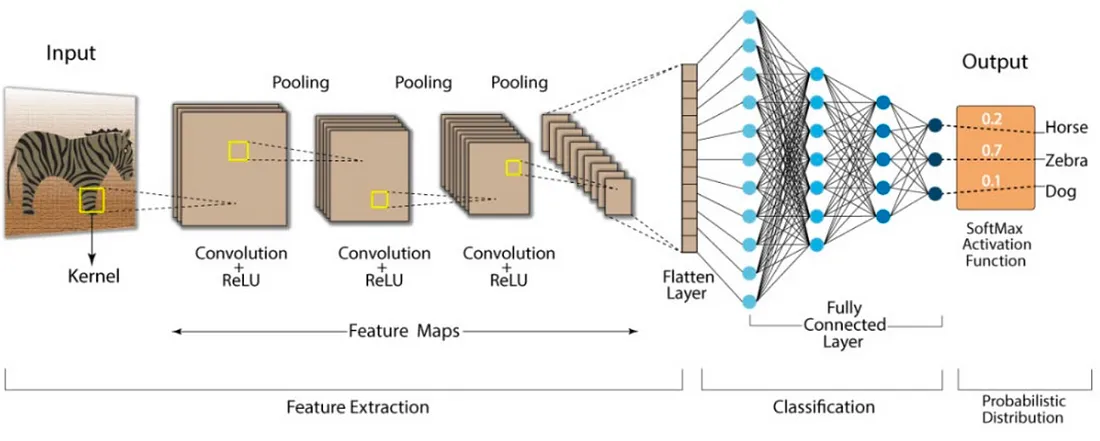 Input
Kernel
Pooling
Pooling
Pooling
Convolution
+
ReLU
Convolution
+
ReLU
Convolution
+
ReLU
Feature Maps
Flatten
Layer
Fully
Connected
Layer
Output
0.2
Horse
0.7
Zebra
0.1
Dog
SoftMax
Activation
Function
Feature Extraction
Classification
Probabilistic
Distribution